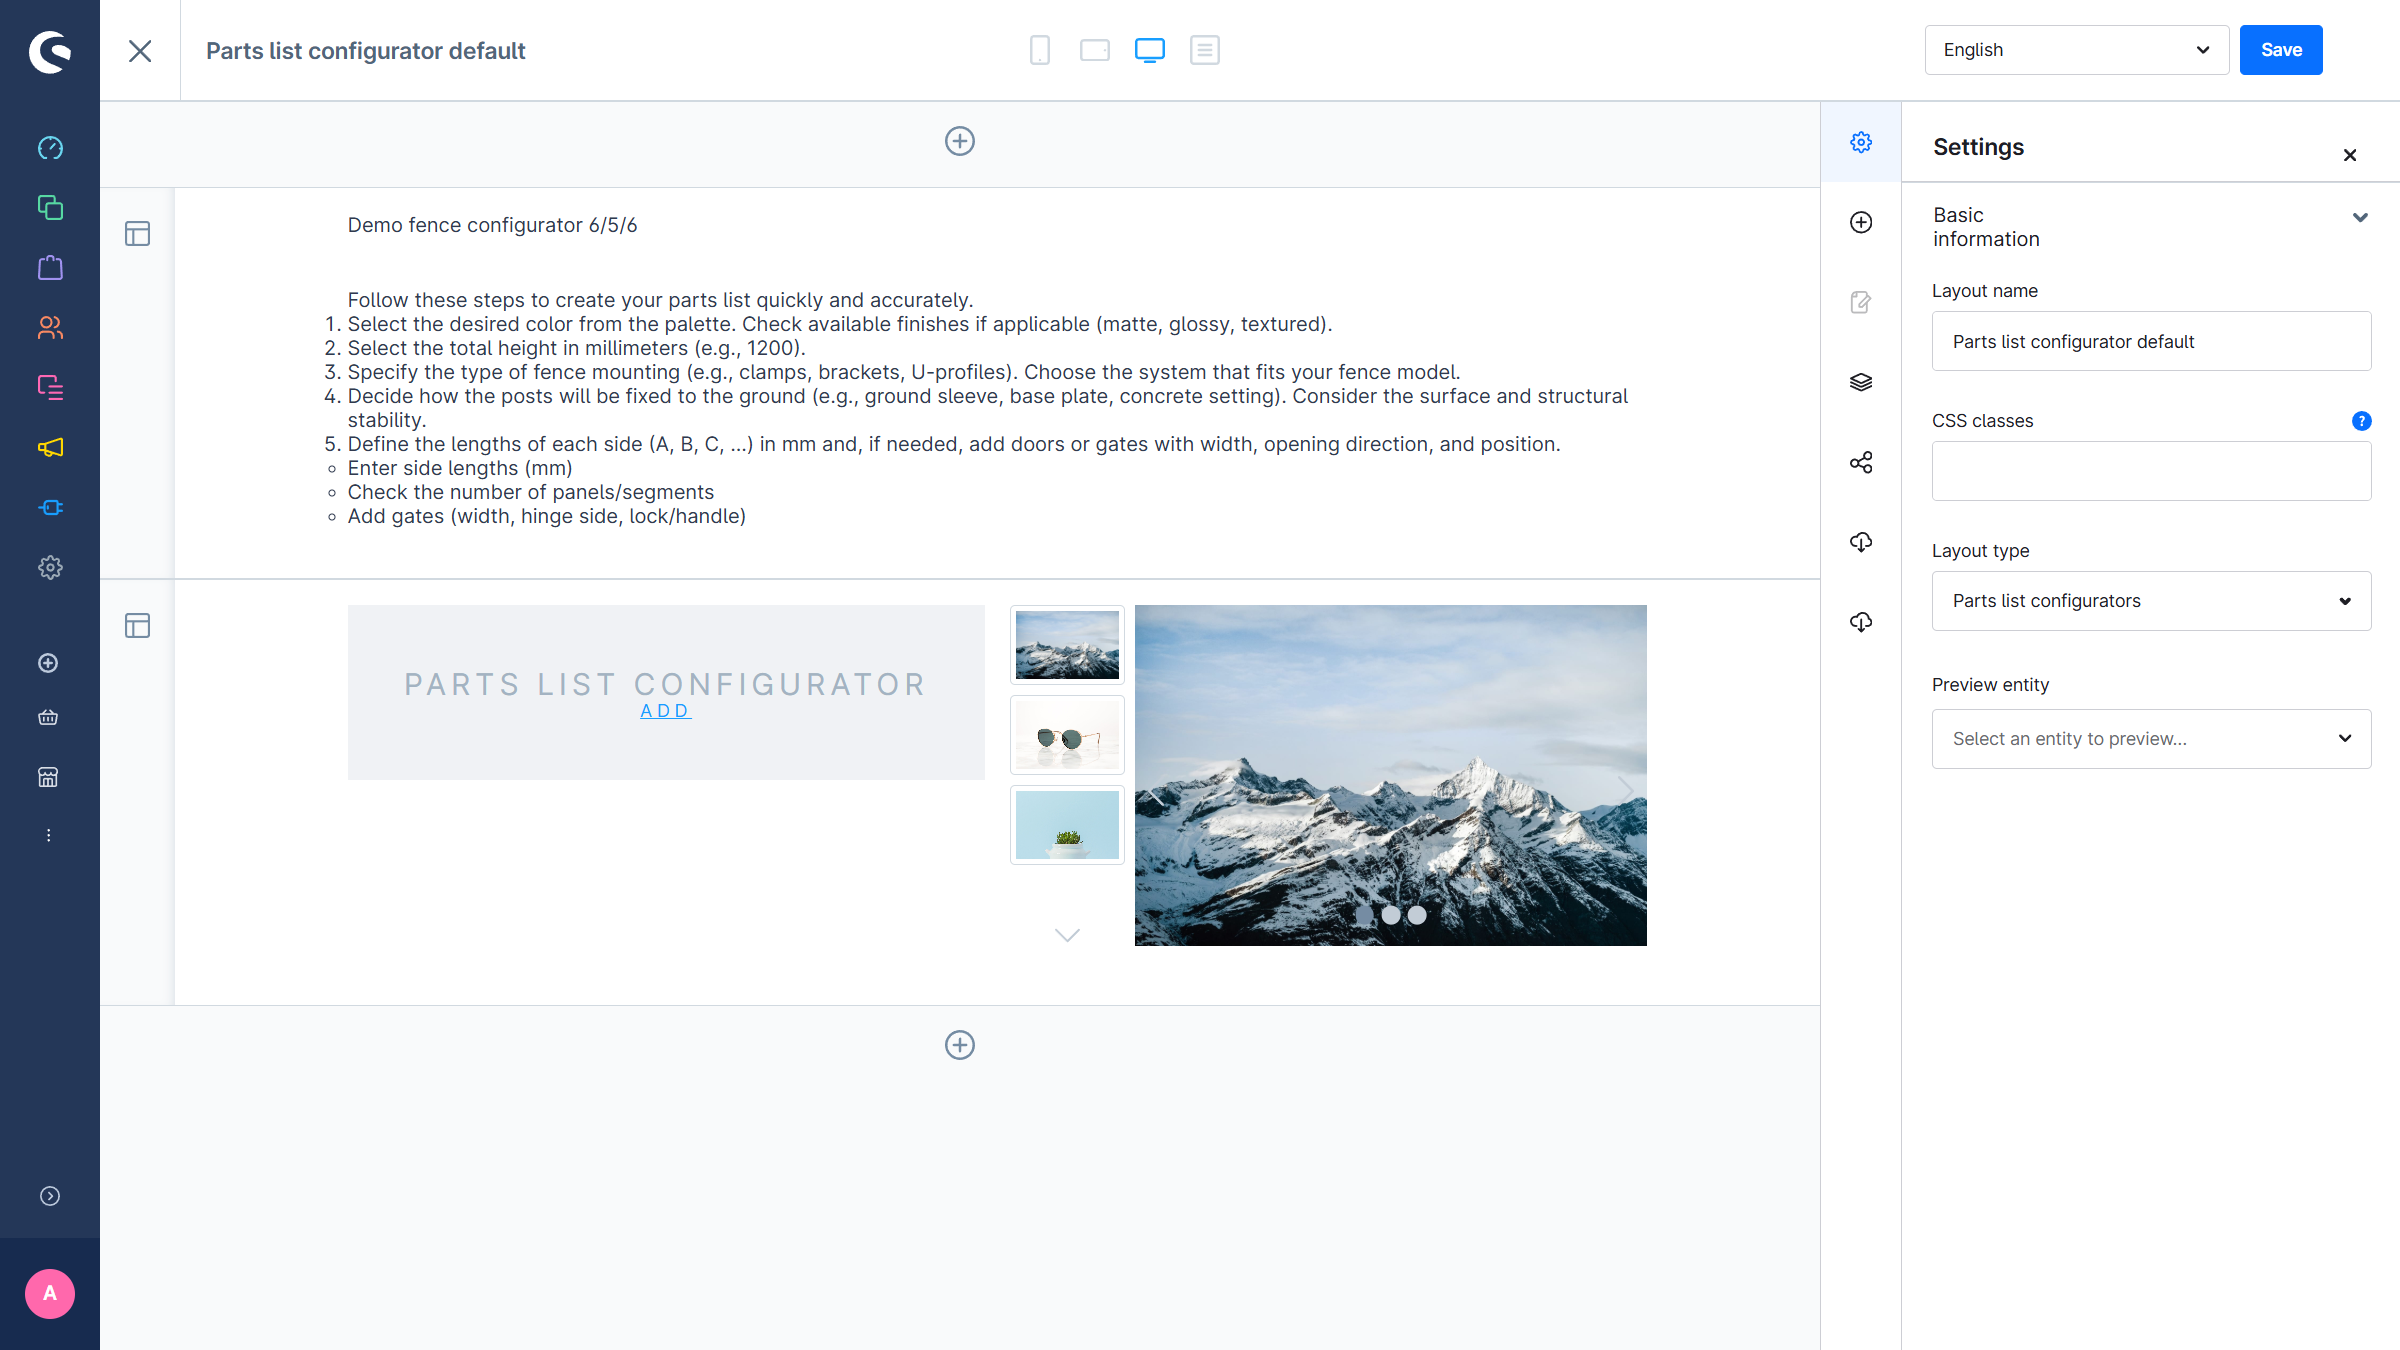 Parts list configurator default
English
Save
Demo fence configurator 6/5/6
Follow these steps to create your parts list quickly and accurately.
1. Select the desired color from the palette. Check available finishes if applicable (matte, glossy, textured).
2. Select the total height in millimeters (e.g., 1200).
3. Specify the type of fence mounting (e.g., clamps, brackets, U-profiles). Choose the system that fits your fence model.
4. Decide how the posts will be fixed to the ground (e.g., ground sleeve, base plate, concrete setting). Consider the surface and structural
stability.
5. Define the lengths of each side (A, B, C, ...) in mm and, if needed, add doors or gates with width, opening direction, and position.
Enter side lengths (mm)
Check the number of panels/segments
Add gates (width, hinge side, lock/handle)
PARTS LIST CONFIGURATOR
ADD
Settings
Basic
information
Layout name
Parts list configurator default
CSS classes
?
Layout type
Parts list configurators
Preview entity
Select an entity to preview...
A